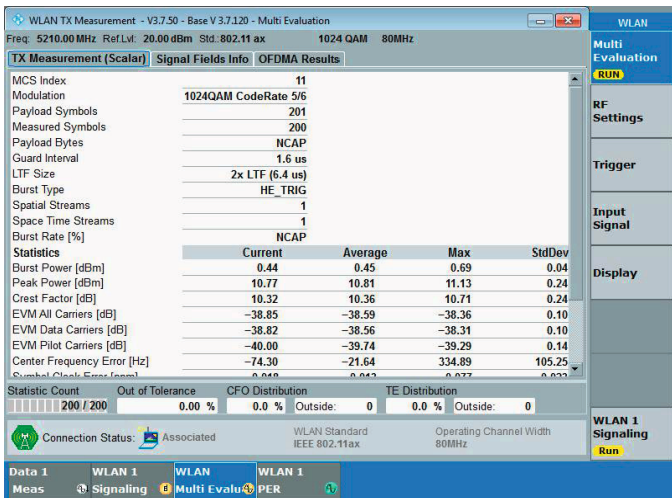 WLAN TX Measurement - V3.7.50 - Base V 3.7.120 - Multi Evaluation
WLAN
Freq: 5210.00 MHz Ref.Lvl: 20.00 dBm Std.: 802.11 ax 1024 QAM 80MHz
TX Measurement (Scalar) Signal Fields Info OFDMA Results
MCS Index 11
Modulation 1024QAM CodeRate 5/6
Payload Symbols 201
Measured Symbols 200
Payload Bytes NCAP
Guard Interval 1.6 us
LTF Size 2x LTF (6.4 us)
Burst Type HE_TRIG
Spatial Streams 1
Space Time Streams 1
Burst Rate [%] NCAP
Statistics Current Average Max StdDev
Burst Power [dBm] 0.44 0.45 0.69 0.04
Peak Power [dBm] 10.77 10.81 11.13 0.24
Crest Factor [dB] 10.32 10.36 10.71 0.24
EVM All Carriers [dB] −38.85 −38.59 −38.36 0.10
EVM Data Carriers [dB] −38.82 −38.56 −38.31 0.10
EVM Pilot Carriers [dB] −40.00 −39.74 −39.29 0.14
Center Frequency Error [Hz] −74.30 −21.64 334.89 105.25
Symbol Clock Error [ppm]
Statistic Count Out of Tolerance CFO Distribution TE Distribution
200 / 200 0.00 % 0.0 % Outside: 0 0.0 % Outside: 0
Connection Status: Associated
WLAN Standard
IEEE 802.11ax
Operating Channel Width
80MHz
Multi
Evaluation
RUN
RF
Settings
Trigger
Input
Signal
Display
WLAN 1
Signaling
Run
Data 1
Meas
WLAN 1
Signaling
WLAN
Multi Evalua
WLAN 1
PER